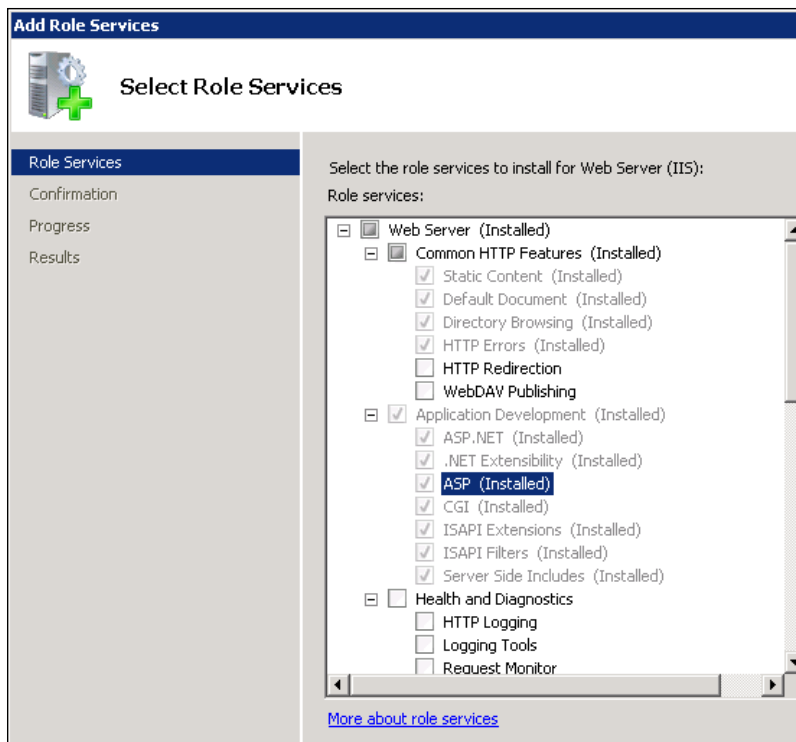 Add Role Services
Select Role Services
Role Services
Confirmation
Progress
Results
Select the role services to install for Web Server (IIS):
Role services:
Web Server (Installed)
Common HTTP Features (Installed)
Static Content (Installed)
Default Document (Installed)
Directory Browsing (Installed)
HTTP Errors (Installed)
HTTP Redirection
WebDAV Publishing
Application Development (Installed)
ASP.NET (Installed)
.NET Extensibility (Installed)
ASP (Installed)
CGI (Installed)
ISAPI Extensions (Installed)
ISAPI Filters (Installed)
Server Side Includes (Installed)
Health and Diagnostics
HTTP Logging
Logging Tools
Request Monitor
More about role services